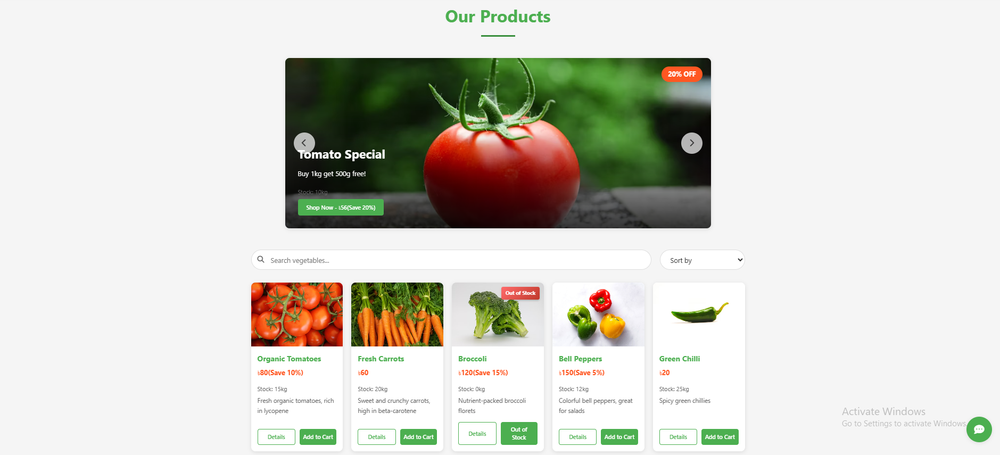 Our Products
20% OFF
Tomato Special
Buy 1kg get 500g free!
Stock: 10kg
Shop Now - ৳56(Save 20%)
Search vegetables...
Sort by
Out of Stock
Organic Tomatoes
৳80(Save 10%)
Stock: 15kg
Fresh organic tomatoes, rich
in lycopene
Details
Add to Cart
Fresh Carrots
৳60
Stock: 20kg
Sweet and crunchy carrots,
high in beta-carotene
Details
Add to Cart
Broccoli
৳120(Save 15%)
Stock: 0kg
Nutrient-packed broccoli
florets
Details
Out of
Stock
Bell Peppers
৳150(Save 5%)
Stock: 12kg
Colorful bell peppers, great
for salads
Details
Add to Cart
Green Chilli
৳20
Stock: 25kg
Spicy green chillies
Details
Add to Cart
Activate Windows
Go to Settings to activate Windows.